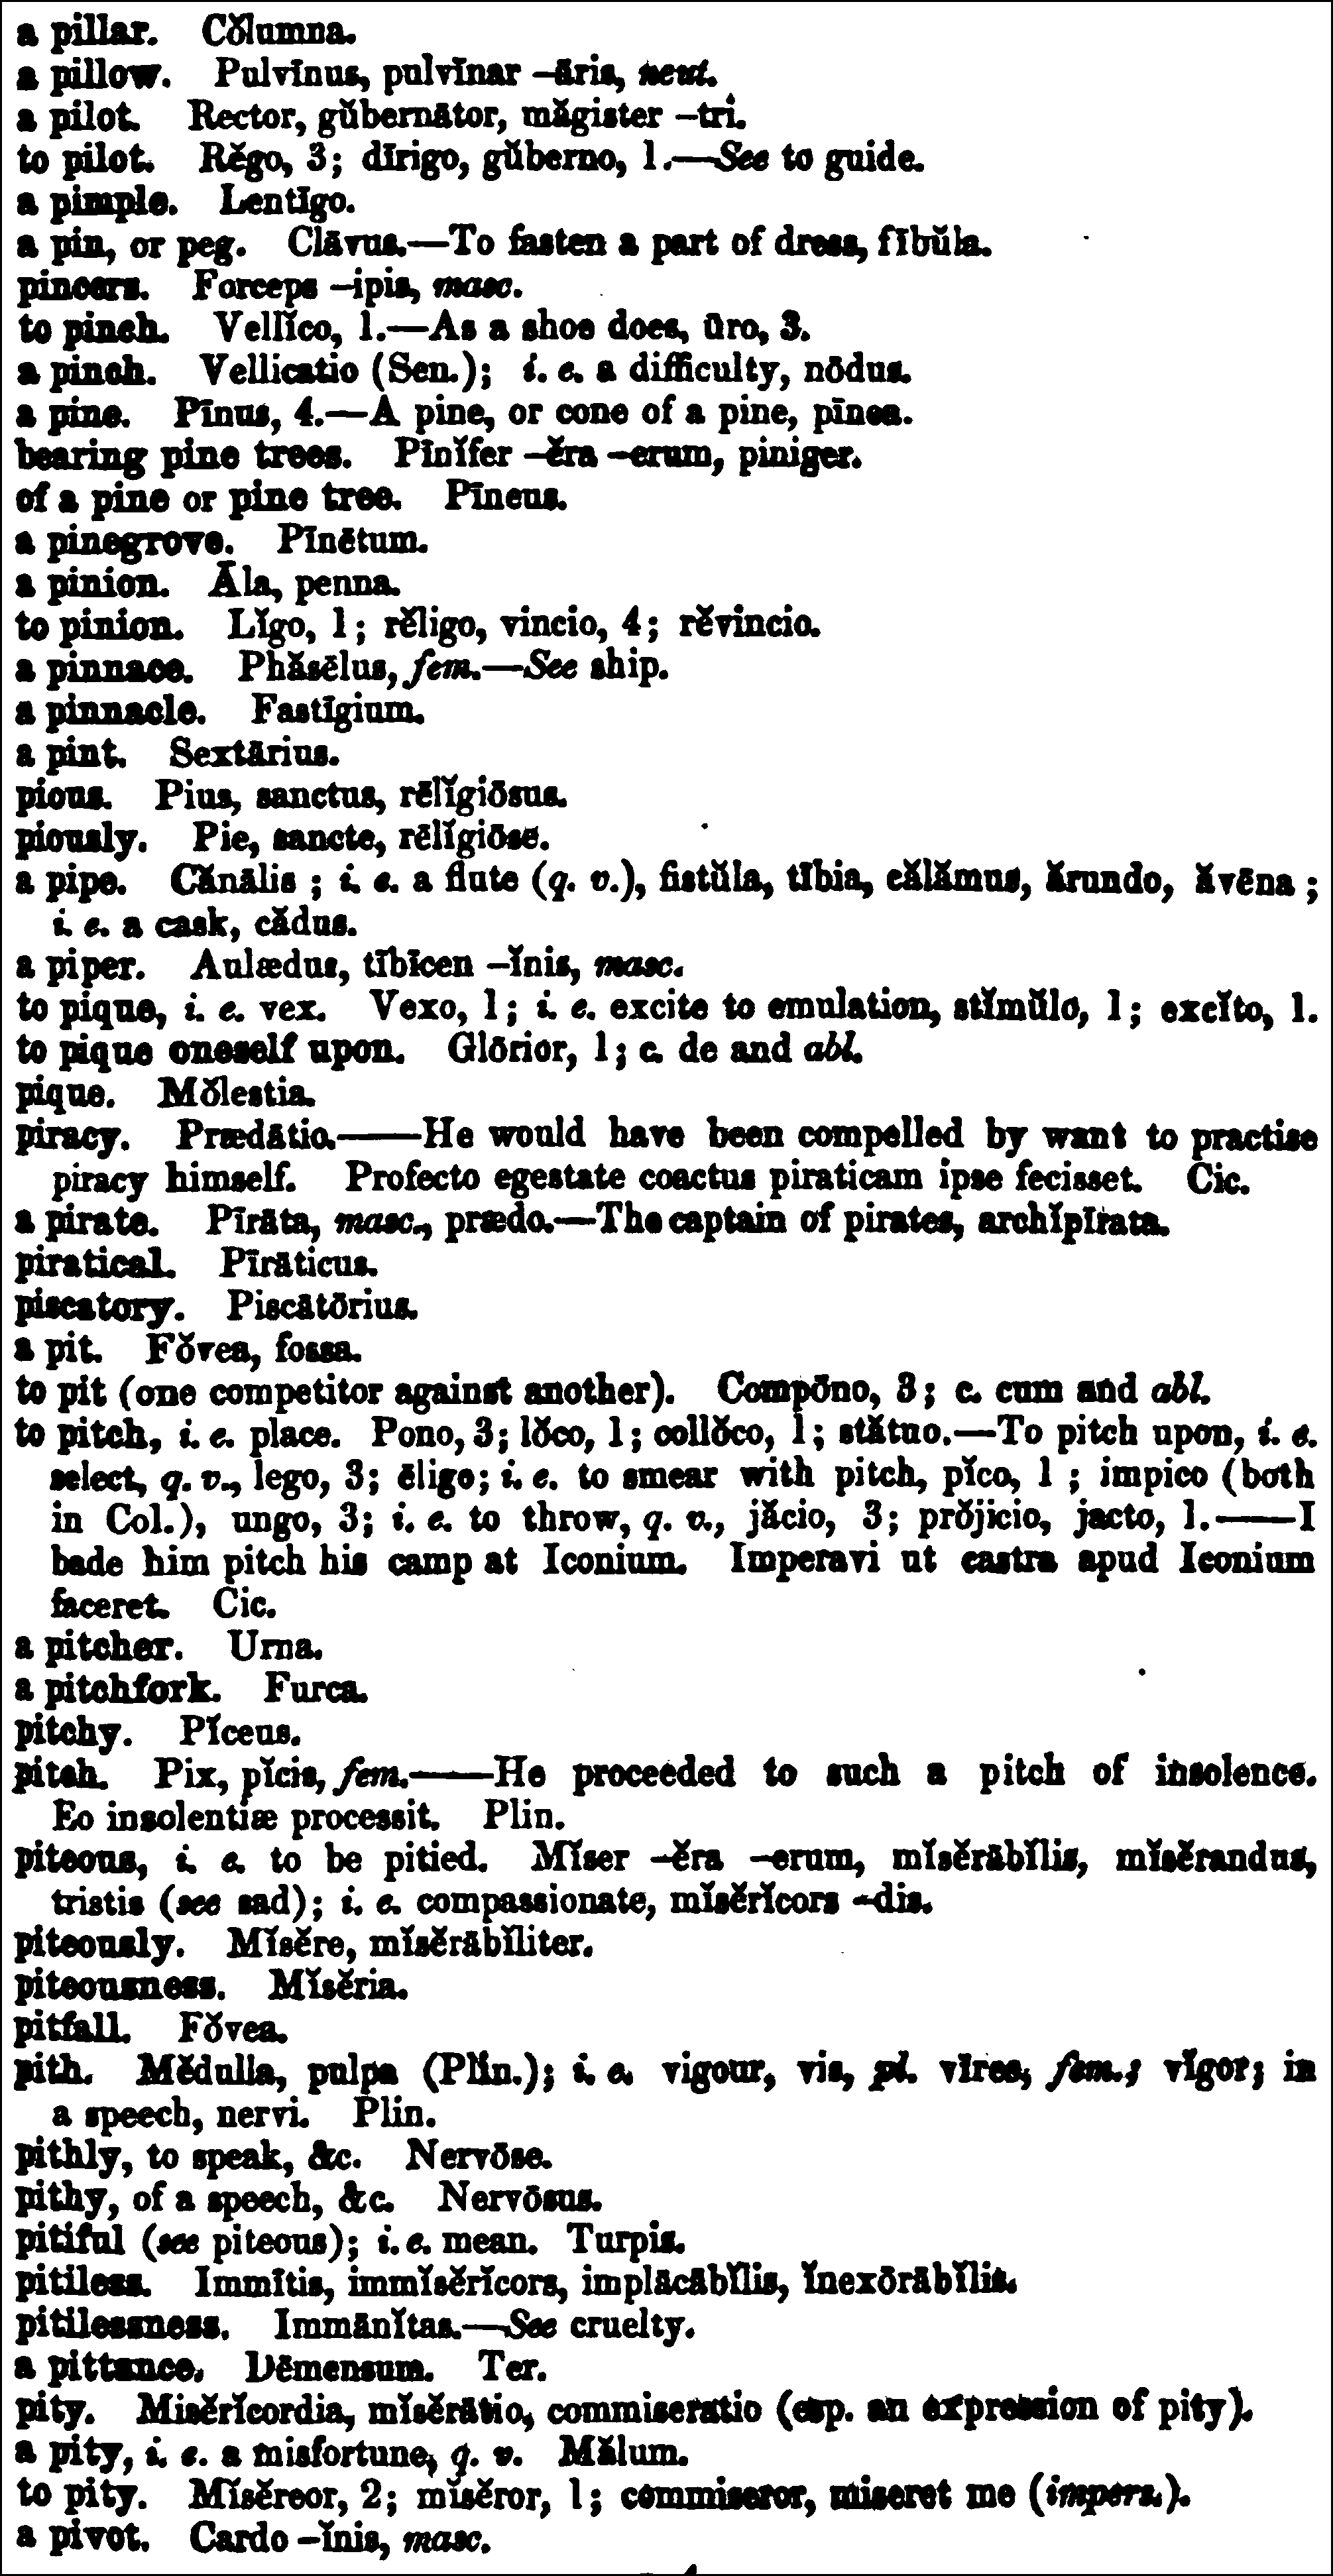 a pillar. Cŏlumna.
a pillow. Pulvīnus, pulvīnar –āris, neut.
a pilot. Rector, gŭbernātor, măgister –tri.
to pilot. Rĕgo, 3; dīrigo, gŭberno, 1.—See to guide.
a pimple. Lentīgo.
a pin, or peg. Clāvus.—To fasten a part of dress, fībŭla.
pincers. Forceps –ipis, masc.
to pinch. Vellĭco, 1.—As a shoe does, ūro, 3.
a pinch. Vellicatio (Sen.); i. e. a difficulty, nōdus.
a pine. Pīnus, 4.—A pine, or cone of a pine, pīnea.
bearing pine trees. Pīnĭfer –ĕra –erum, piniger.
of a pine or pine tree. Pīneus.
a pinegrove. Pīnētum.
a pinion. Āla, penna.
to pinion. Lĭgo, 1; rĕligo, vincio, 4; rĕvincio.
a pinnace. Phăsēlus, fem.—See ship.
a pinnacle. Fastīgium.
a pint. Sextārius.
pious. Pius, sanctus, rēlĭgiōsus.
piously. Pie, sancte, rēlĭgiōse.
a pipe. Cănālis; i. e. a flute (q. v.), fistŭla, tībia, călămus, ărundo, ăvēna;
i. e. a cask, cădus.
a piper. Aulædus, tībīcen –ĭnis, masc.
to pique, i. e. vex. Vexo, 1; i. e. excite to emulation, stĭmŭlo, 1; excĭto, 1.
to pique oneself upon. Glōrior, 1; c. de and abl.
pique. Mŏlestia.
piracy. Prædātio.——He would have been compelled by want to practise
piracy himself. Profecto egestate coactus piraticam ipse fecisset. Cic.
a pirate. Pīrāta, masc., prædo.—The captain of pirates, archĭpīrata.
piratical. Pīrāticus.
piscatory. Piscātōrius.
a pit. Fŏvea, fossa.
to pit (one competitor against another). Compōno, 3; c. cum and abl.
to pitch, i. e. place. Pono, 3; lŏco, 1; collŏco, 1; stătuo.—To pitch upon, i. e.
select, q. v., lego, 3; ēligo; i. e. to smear with pitch, pĭco, 1; impico (both
in Col.), ungo, 3; i. e. to throw, q. v., jăcio, 3; prŏjicio, jacto, 1.——I
bade him pitch his camp at Iconium. Imperavi ut castra apud Iconium
faceret. Cic.
a pitcher. Urna.
a pitchfork. Furca.
pitchy. Pĭceus.
pitch. Pix, pĭcis, fem.——He proceeded to such a pitch of insolence.
Eo insolentiæ processit. Plin.
piteous, i. e. to be pitied. Mĭser –ĕra –erum, mĭsĕrābĭlis, mĭsĕrandus,
tristis (see sad); i. e. compassionate, mĭsĕrĭcors –dis.
piteously. Mĭsĕre, mĭsĕrābĭliter.
piteousness. Mĭsĕria.
pitfall. Fŏvea.
pith. Mĕdulla, pulpa (Plin.); i. e. vigour, vis, pl. vīres, fem.; vĭgor; in
a speech, nervi. Plin.
pithly, to speak, &c. Nervōse.
pithy, of a speech, &c. Nervōsus.
pitiful (see piteous); i. e. mean. Turpis.
pitiless. Immītis, immĭsĕrĭcors, implācābĭlis, ĭnexōrābĭlis.
pitilessness. Immānĭtas.—See cruelty.
a pittance. Dēmensum. Ter.
pity. Misĕrĭcordia, mĭsĕrātio, commiseratio (esp. an expression of pity).
a pity, i. e. a misfortune, q. v. Mălum.
to pity. Mĭsĕreor, 2; mĭsĕror, 1; commiseror, miseret me (impers.).
a pivot. Cardo –ĭnis, masc.